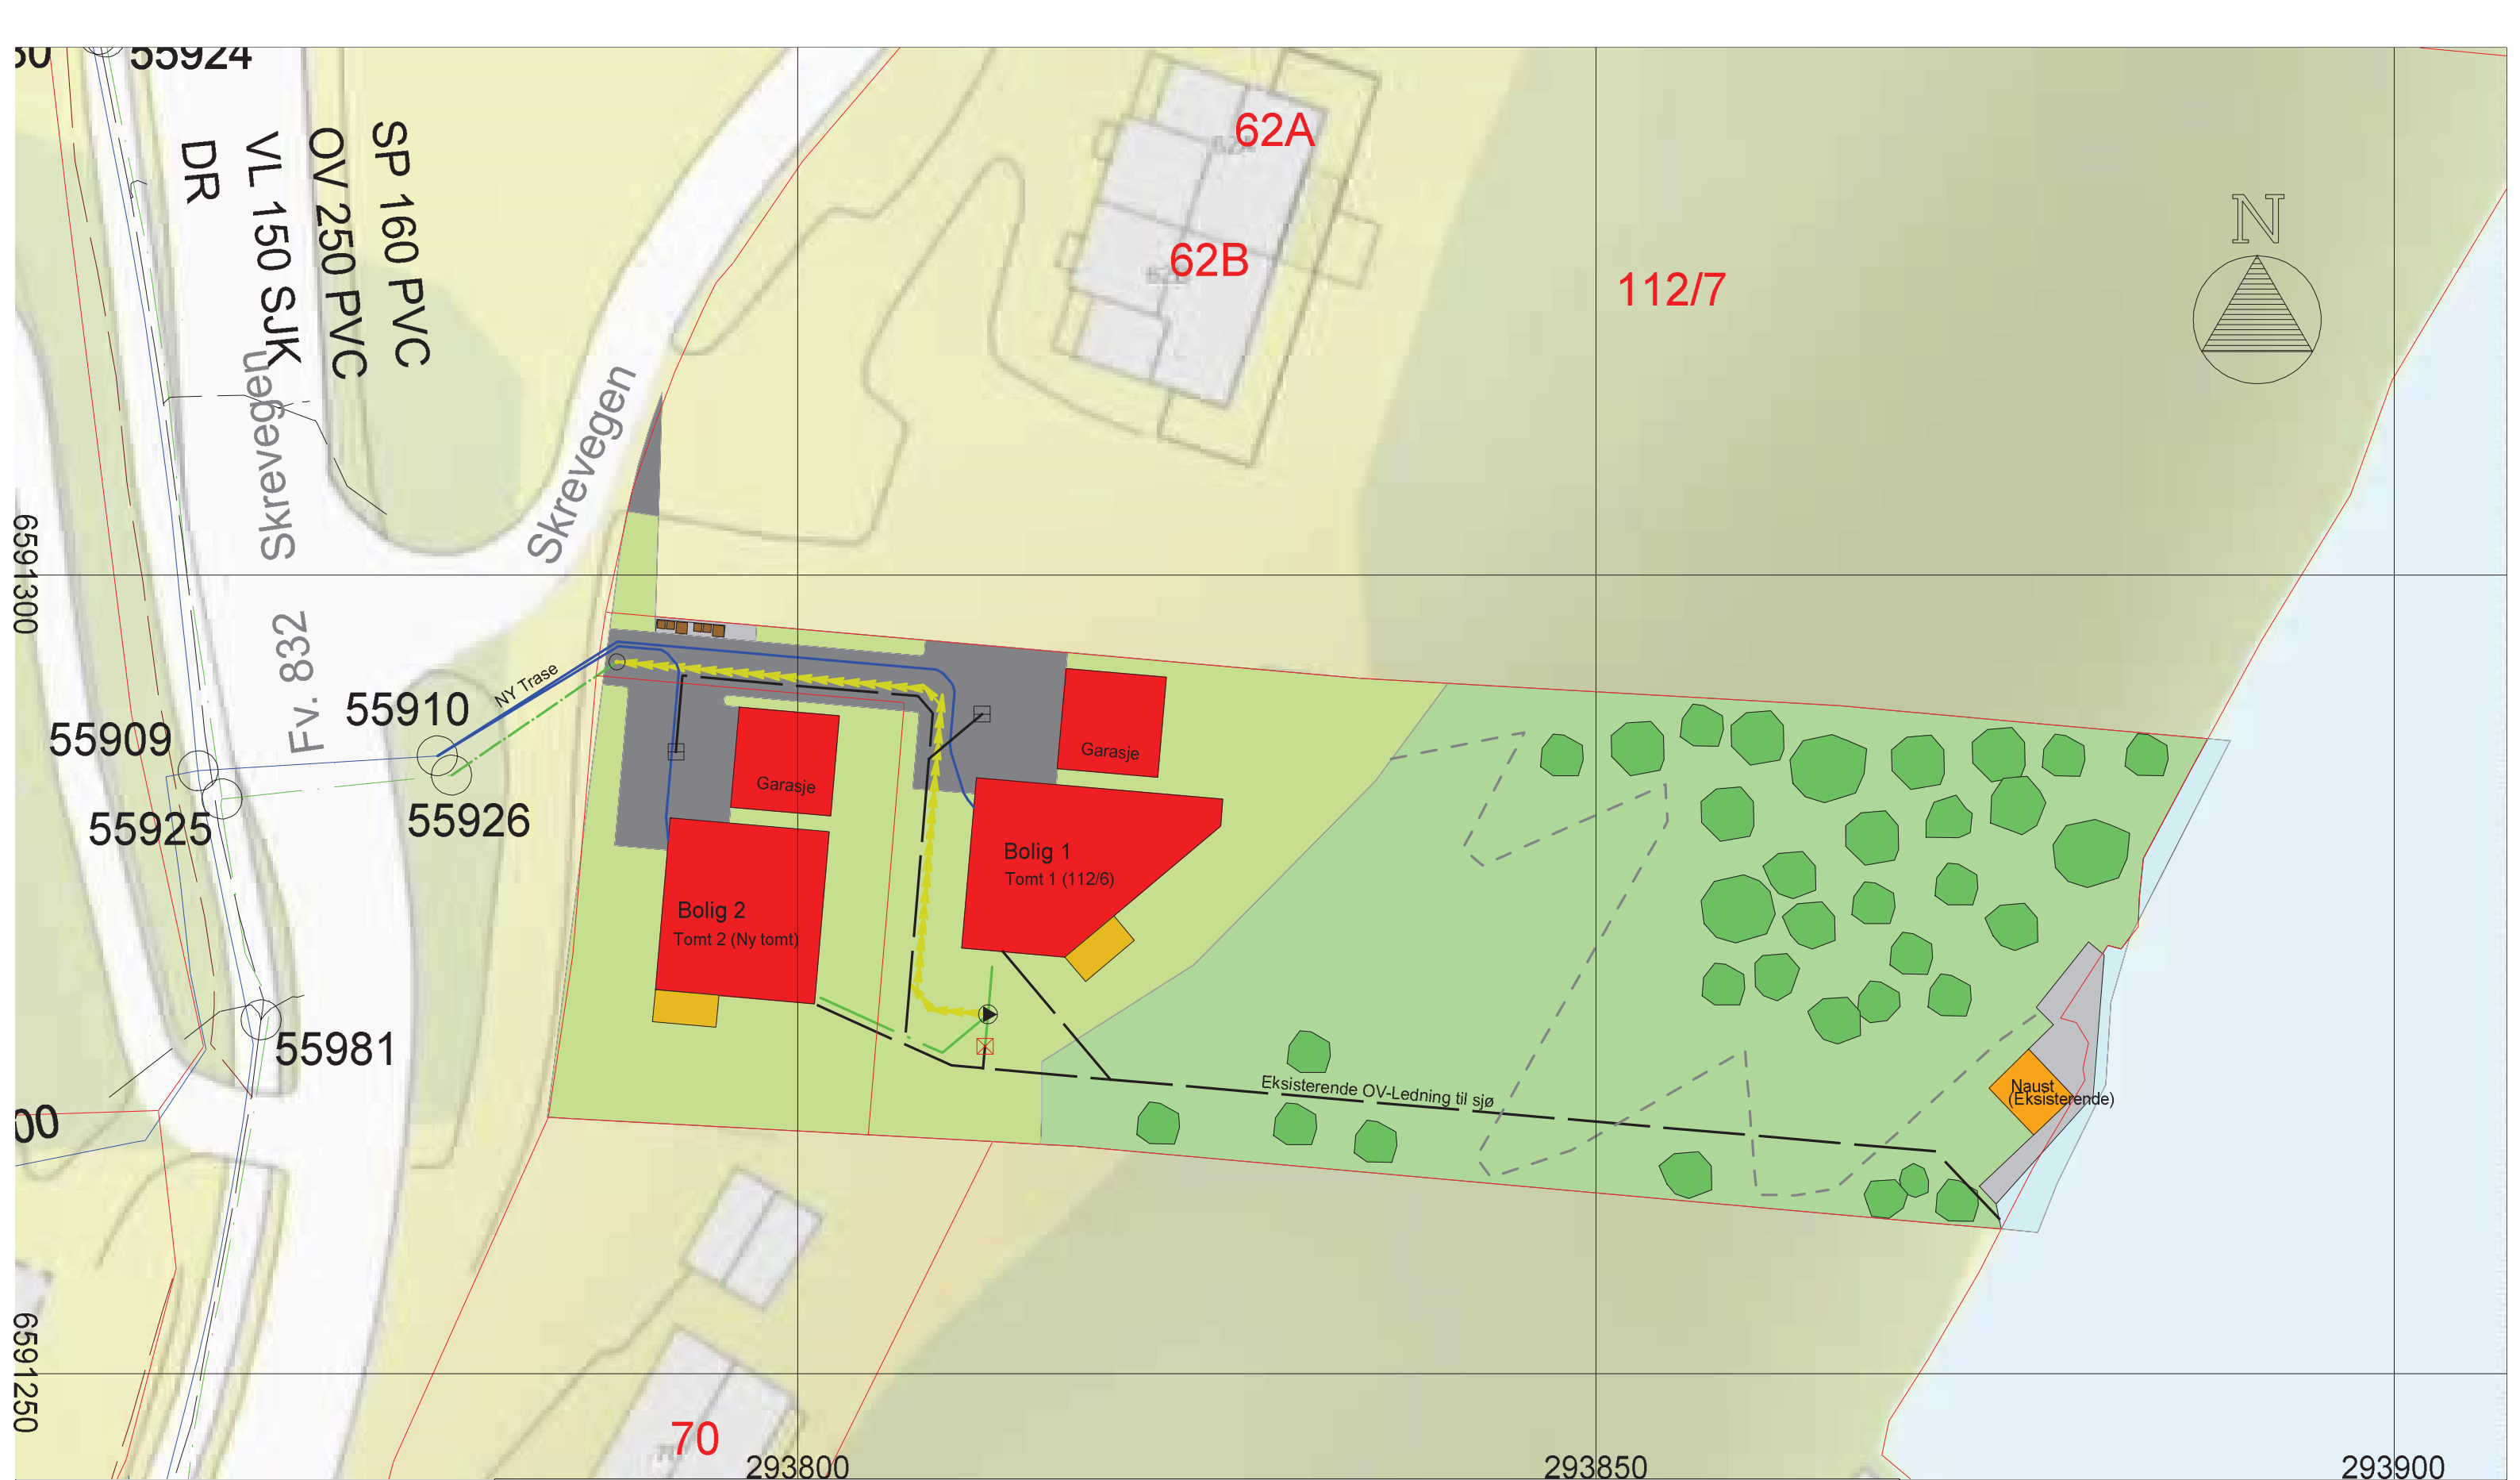 55924
SP 160 PVC
OV 250 PVC
VL 150 SJK
DR
62A
62B
112/7
N
Skrevegen
Skrevegen
6591300
Fv. 832
NY Trase
55910
55909
55925
55926
Garasje
Garasje
Bolig 1
Tomt 1 (112/6)
Bolig 2
Tomt 2 (Ny tomt)
55981
Eksisterende OV-Ledning til sjø
Naust
(Eksisterende)
00
6591250
70
293800
293850
293900